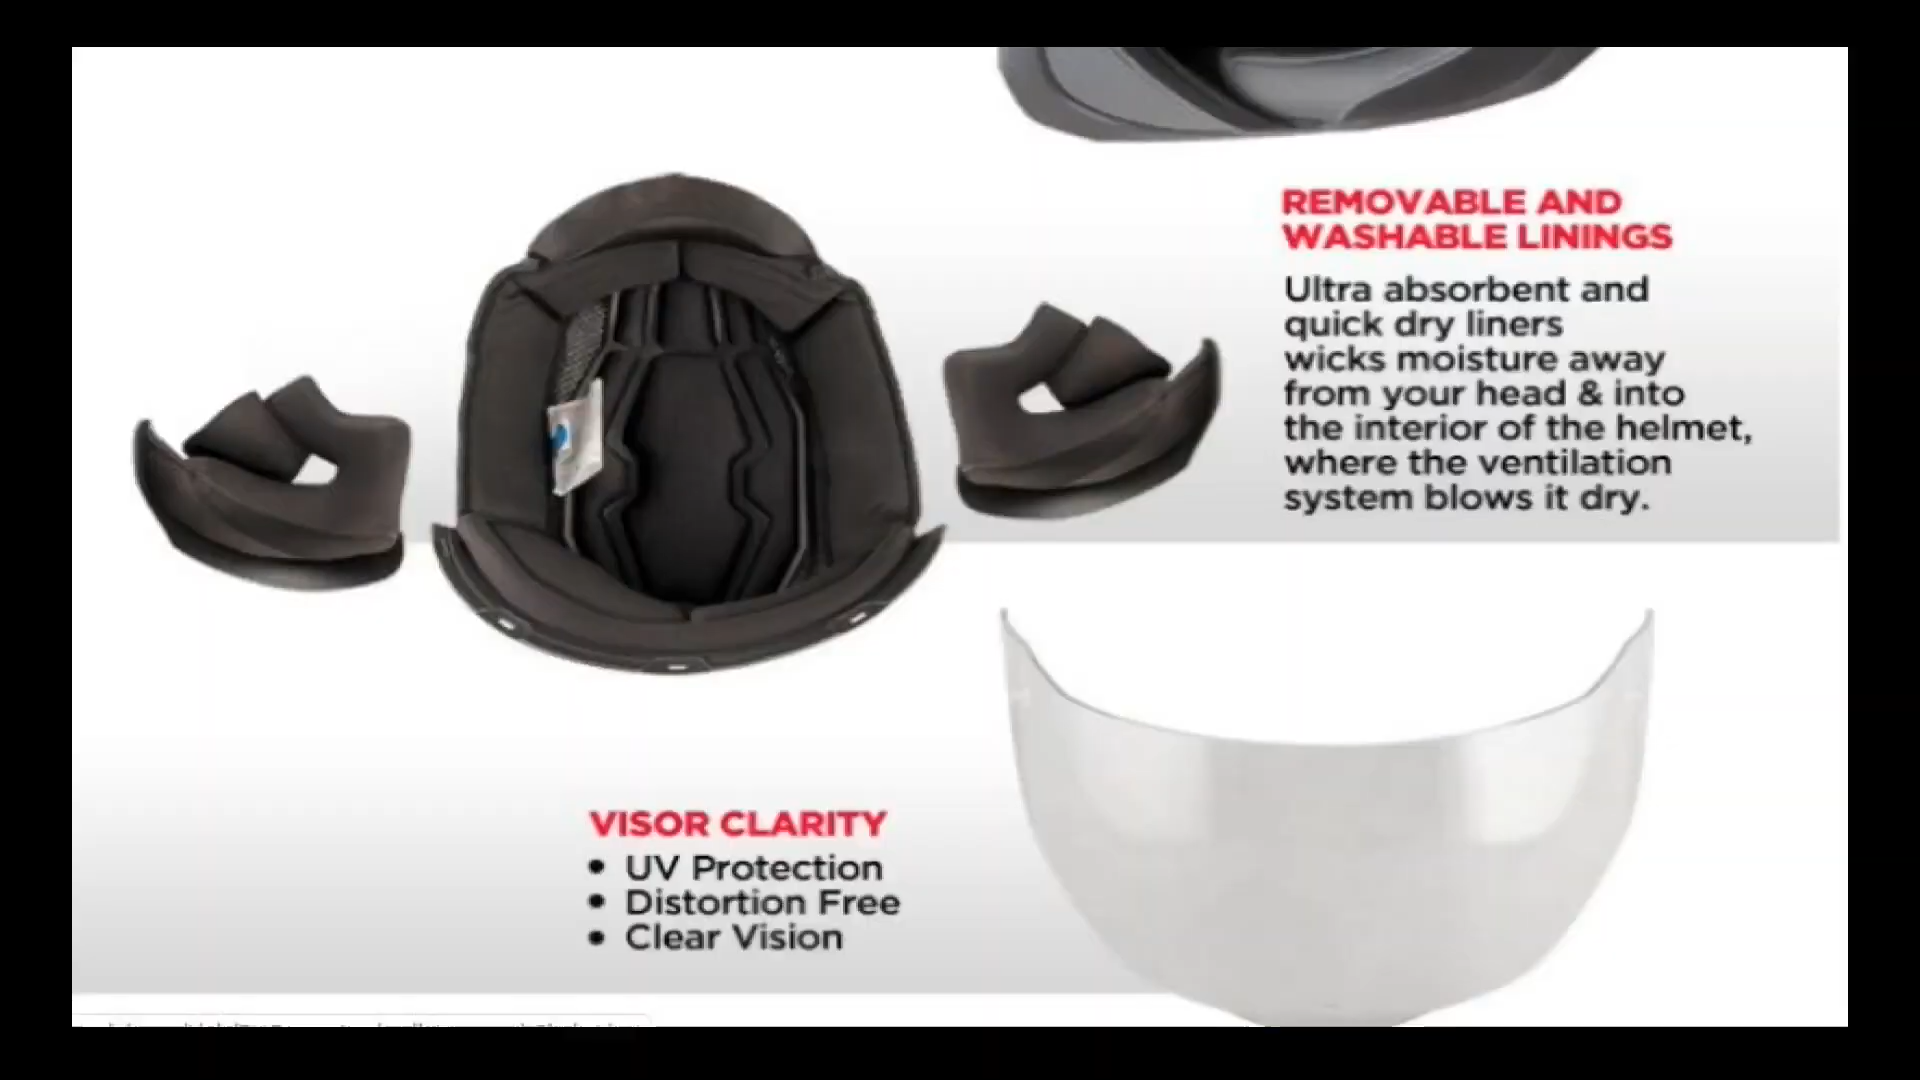 REMOVABLE AND
WASHABLE LININGS
Ultra absorbent and
quick dry liners
wicks moisture away
from your head & into
the interior of the helmet,
where the ventilation
system blows it dry.
VISOR CLARITY
• UV Protection
• Distortion Free
• Clear Vision